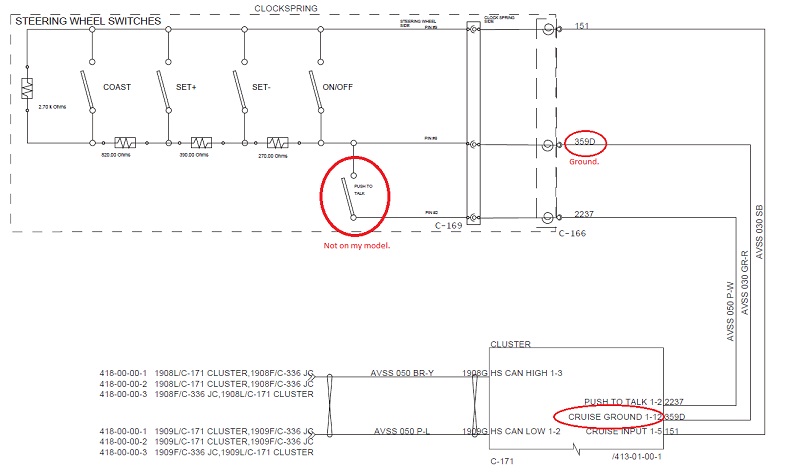 CLOCKSPRING
STEERING WHEEL SWITCHES
STEERING WHEEL SIDE
CLOCK SPRING SIDE
PIN #3
151
COAST
SET+
SET-
ON/OFF
2.70 k Ohms
820.00 Ohms
390.00 Ohms
270.00 Ohms
359D
Ground.
PUSH TO
TALK
PIN #2
2237
C-169
C-166
Not on my model.
AVSS 050 P-W
AVSS 030 GR-R
AVSS 030 SB
CLUSTER
418-00-00-1 1908L/C-171 CLUSTER,1908F/C-336 JC
418-00-00-2 1908L/C-171 CLUSTER,1908F/C-336 JC
418-00-00-3 1908F/C-336 JC,1908L/C-171 CLUSTER
AVSS 050 BR-Y
1908G HS CAN HIGH 1-3
PUSH TO TALK 1-2 2237
CRUISE GROUND 1-12 359D
418-00-00-1 1909L/C-171 CLUSTER,1909F/C-336 JC
418-00-00-2 1909L/C-171 CLUSTER,1909F/C-336 JC
418-00-00-3 1909F/C-336 JC,1909L/C-171 CLUSTER
AVSS 050 P-L
1909G HS CAN LOW 1-2
CRUISE INPUT 1-5 151
C-171
/413-01-00-1